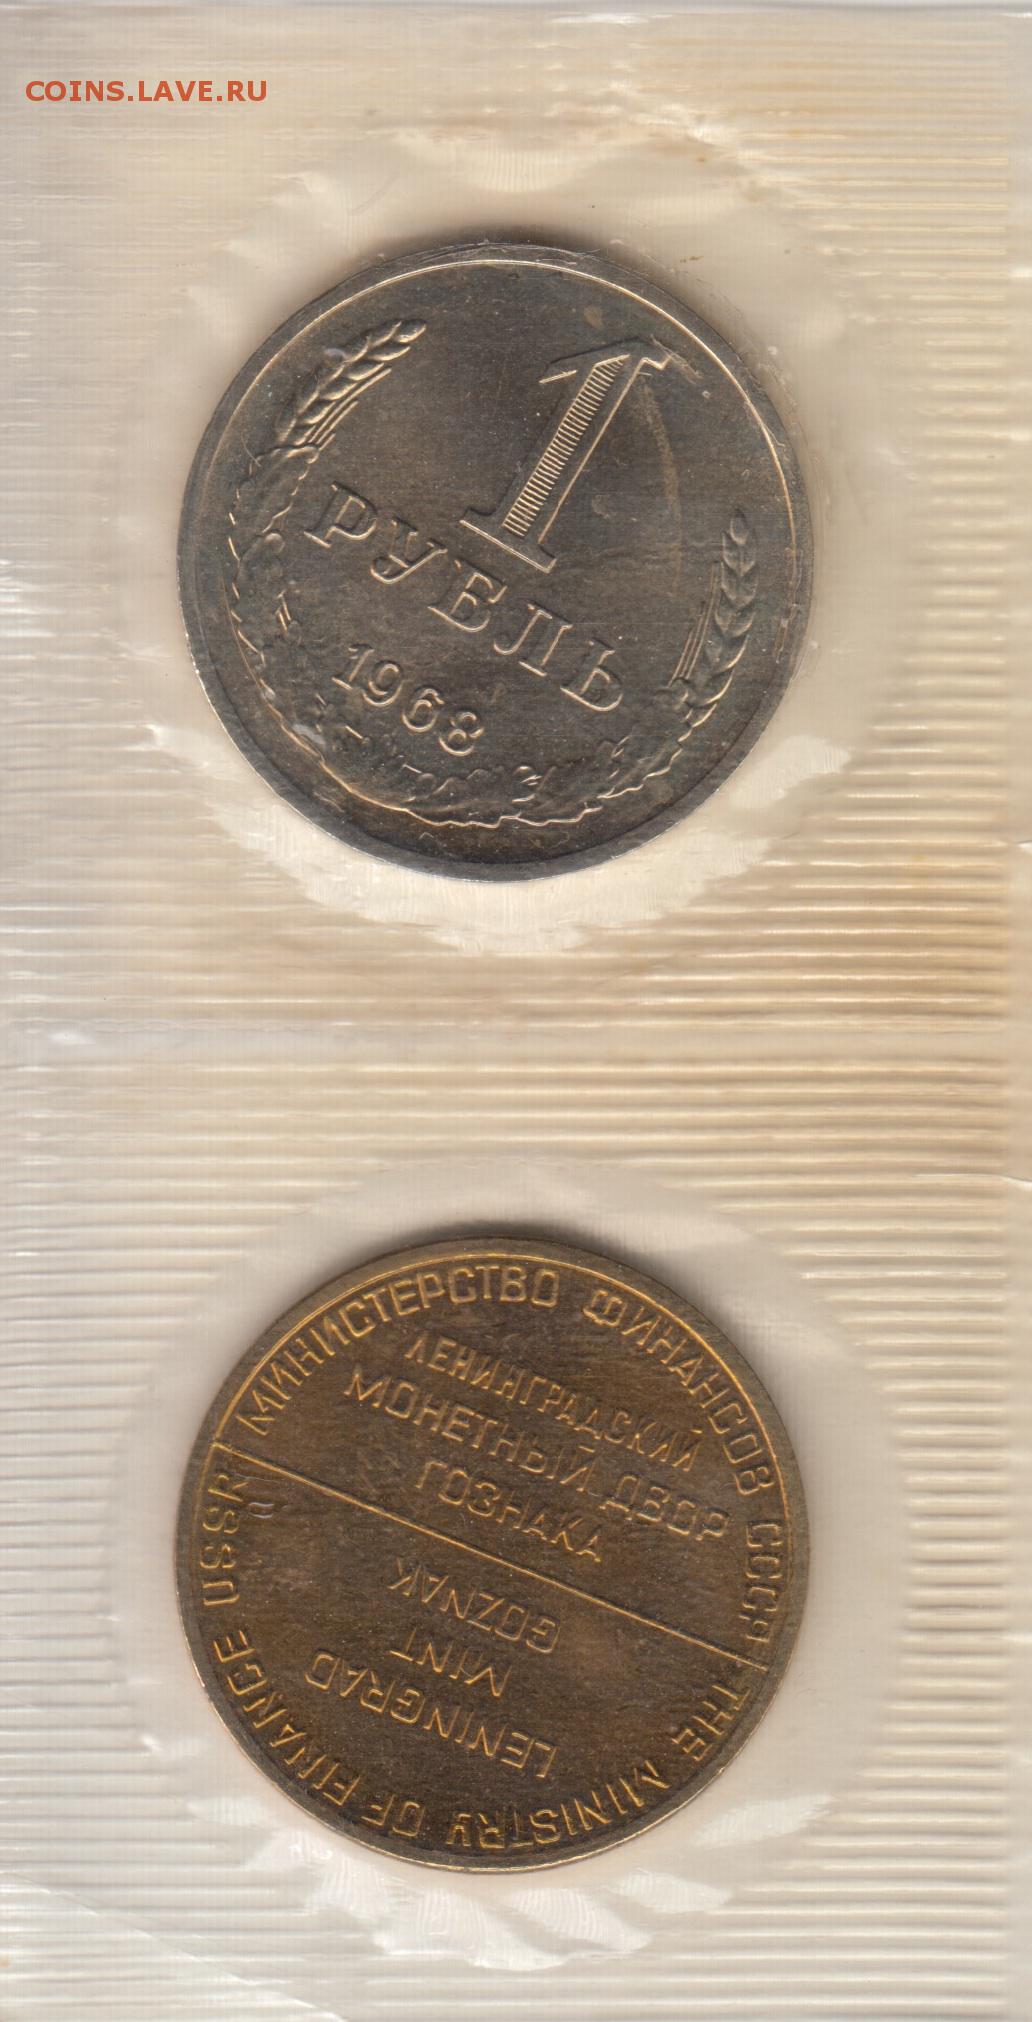 COINS.LAVE.RU
1
РУБЛЬ
1968
МИНИСТЕРСТВО ФИНАНСОВ СССР
ЛЕНИНГРАДСКИЙ
МОНЕТНЫЙ ДВОР
ГОЗНАКА
THE MINISTRY OF FINANCE USSR
LENINGRAD
MINT
GOZNAK